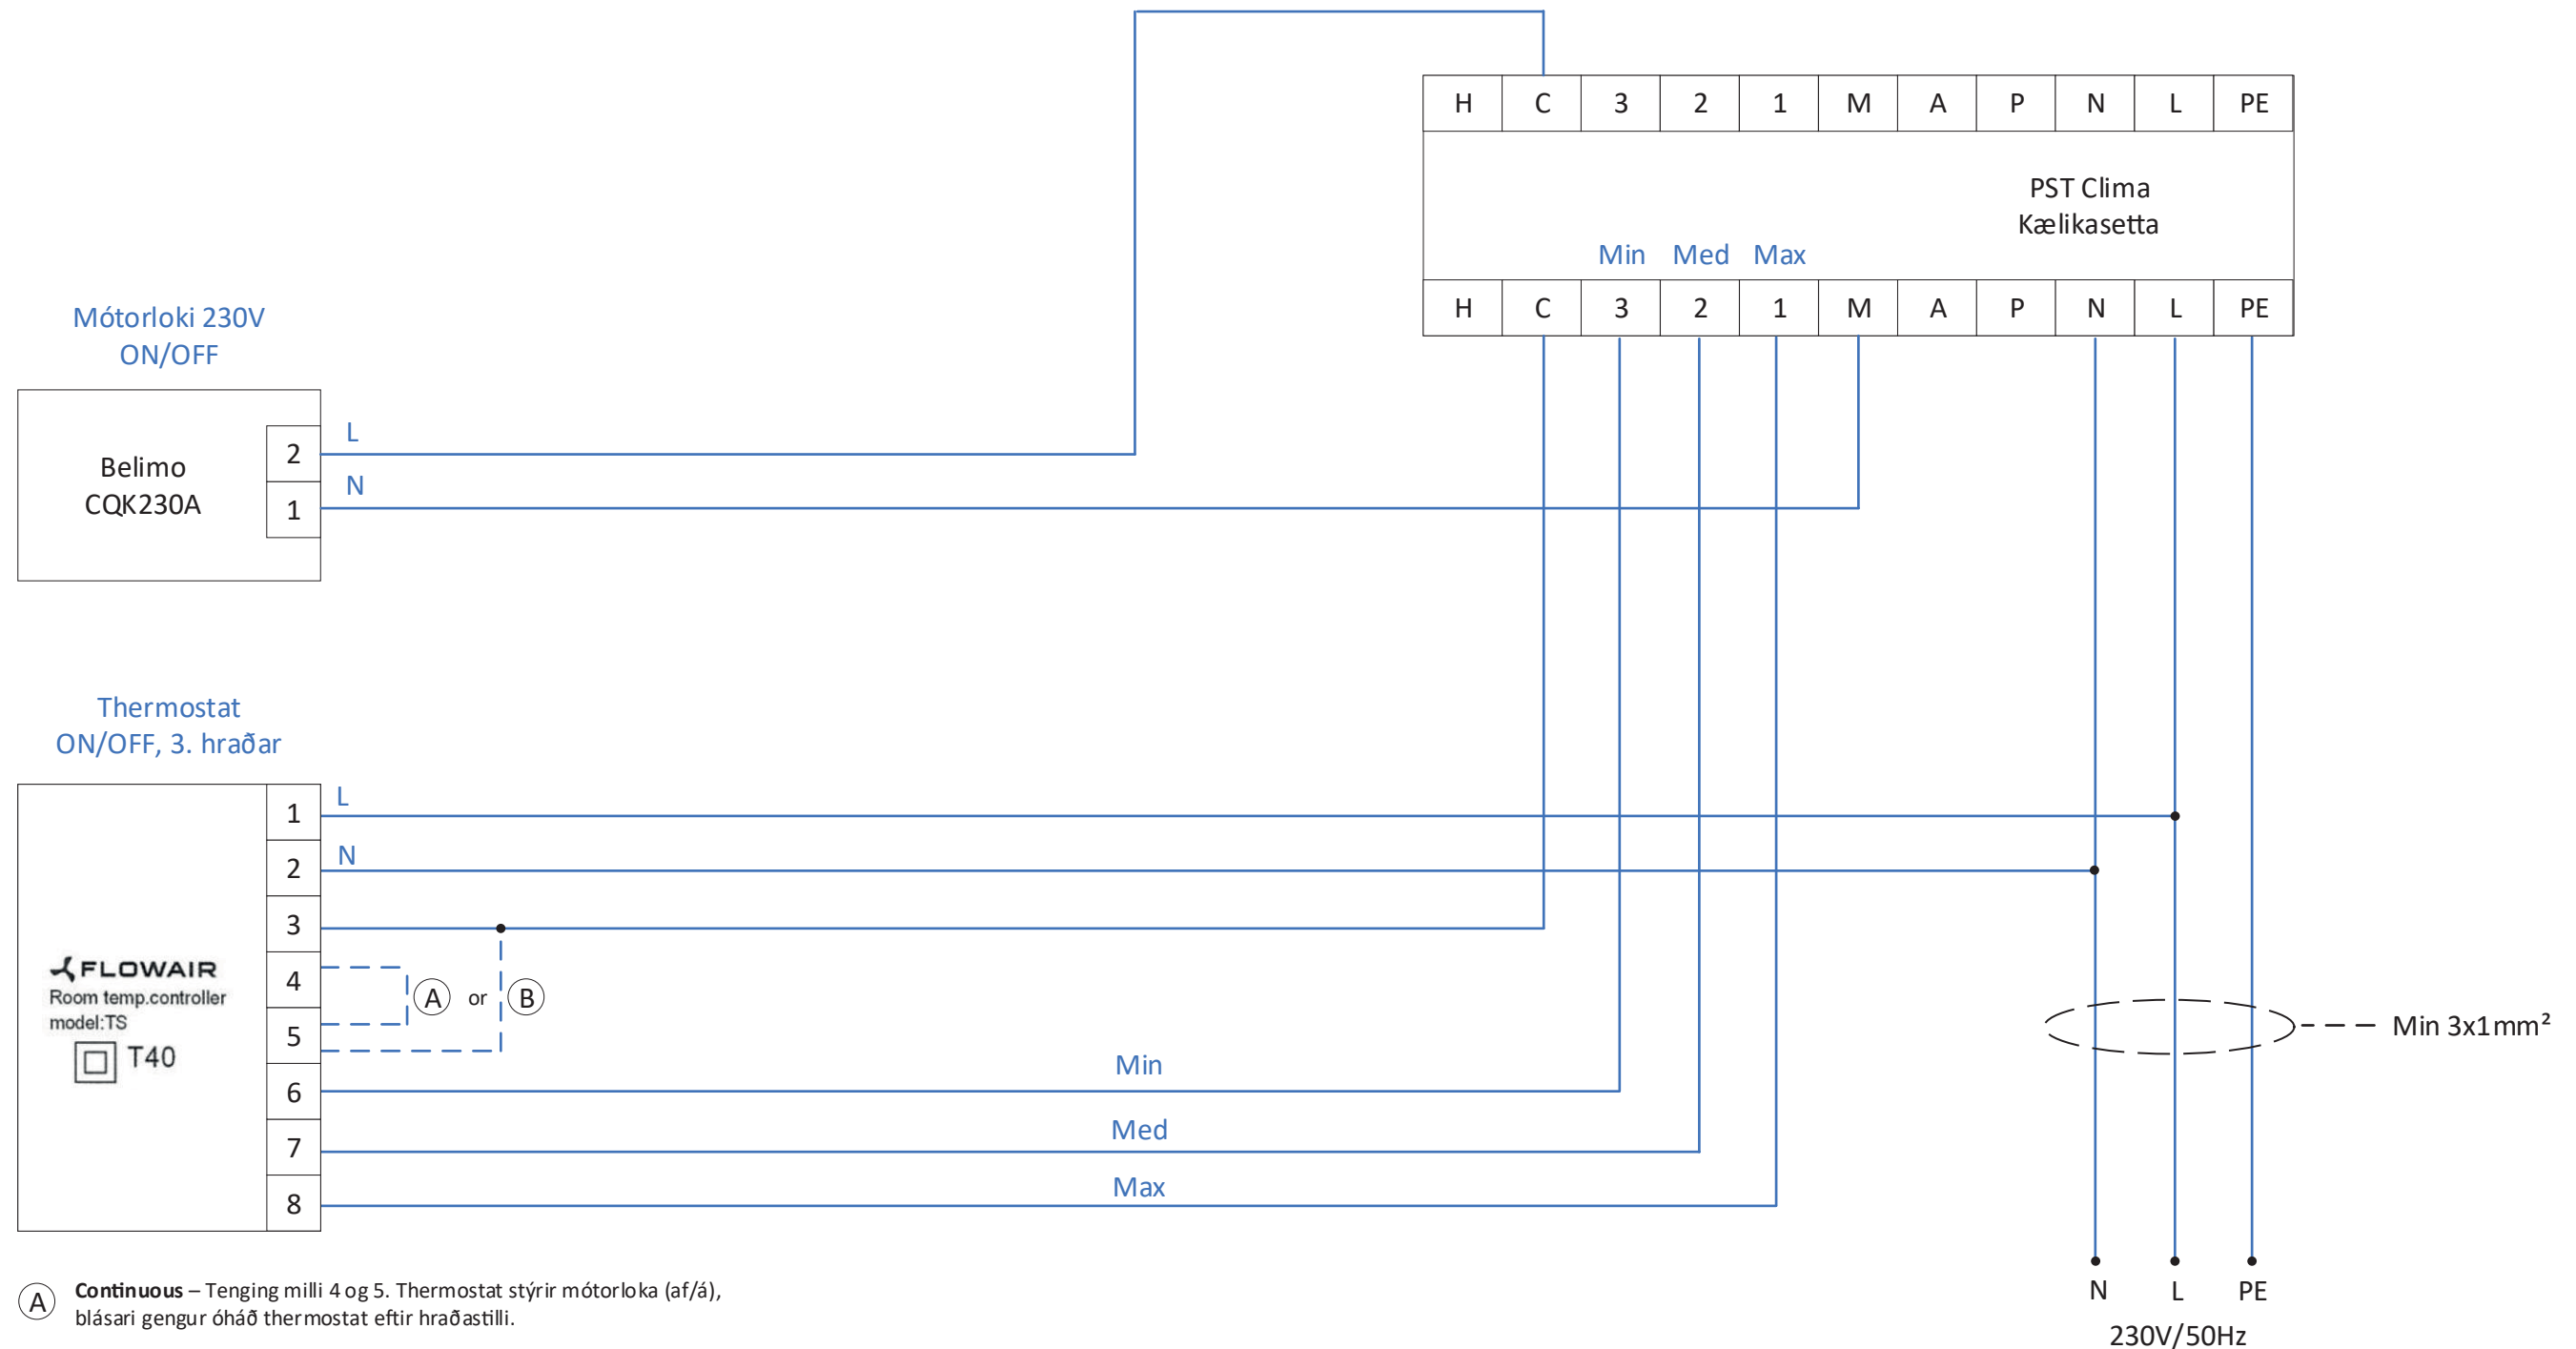 H C 3 2 1 M A P N L PE
PST Clima
Kælikasetta
Min Med Max
H C 3 2 1 M A P N L PE
Mótorloki 230V
ON/OFF
Belimo
CQK230A
2
L
1
N
Thermostat
ON/OFF, 3. hraðar
1
L
2
N
3
4
5
6
7
8
FLOWAIR
Room temp.controller
model:TS
T40
A or B
Min
Med
Max
Min 3x1mm²
N L PE
230V/50Hz
A
Continuous – Tenging milli 4 og 5. Thermostat stýrir mótorloka (af/á),
blásari gengur óháð thermostat eftir hraðastilli.